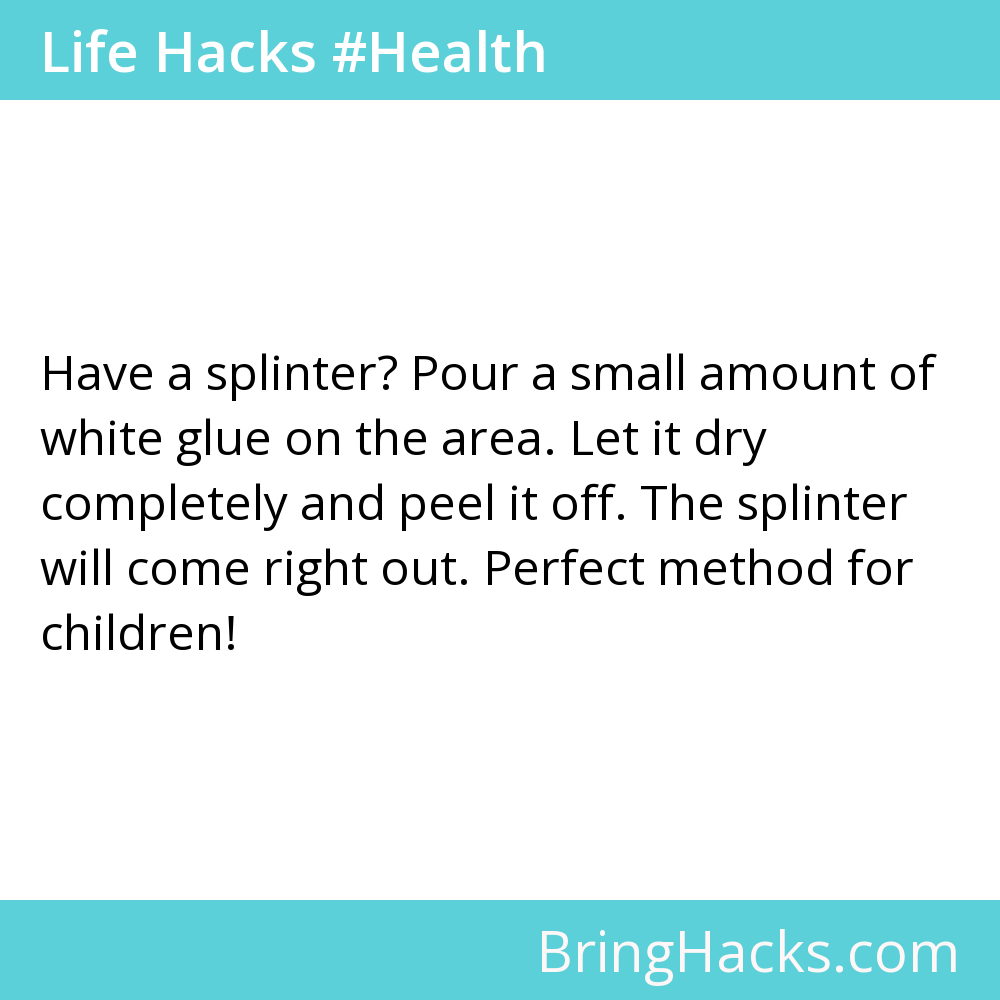 Life Hacks #Health
Have a splinter? Pour a small amount of
white glue on the area. Let it dry
completely and peel it off. The splinter
will come right out. Perfect method for
children!
BringHacks.com